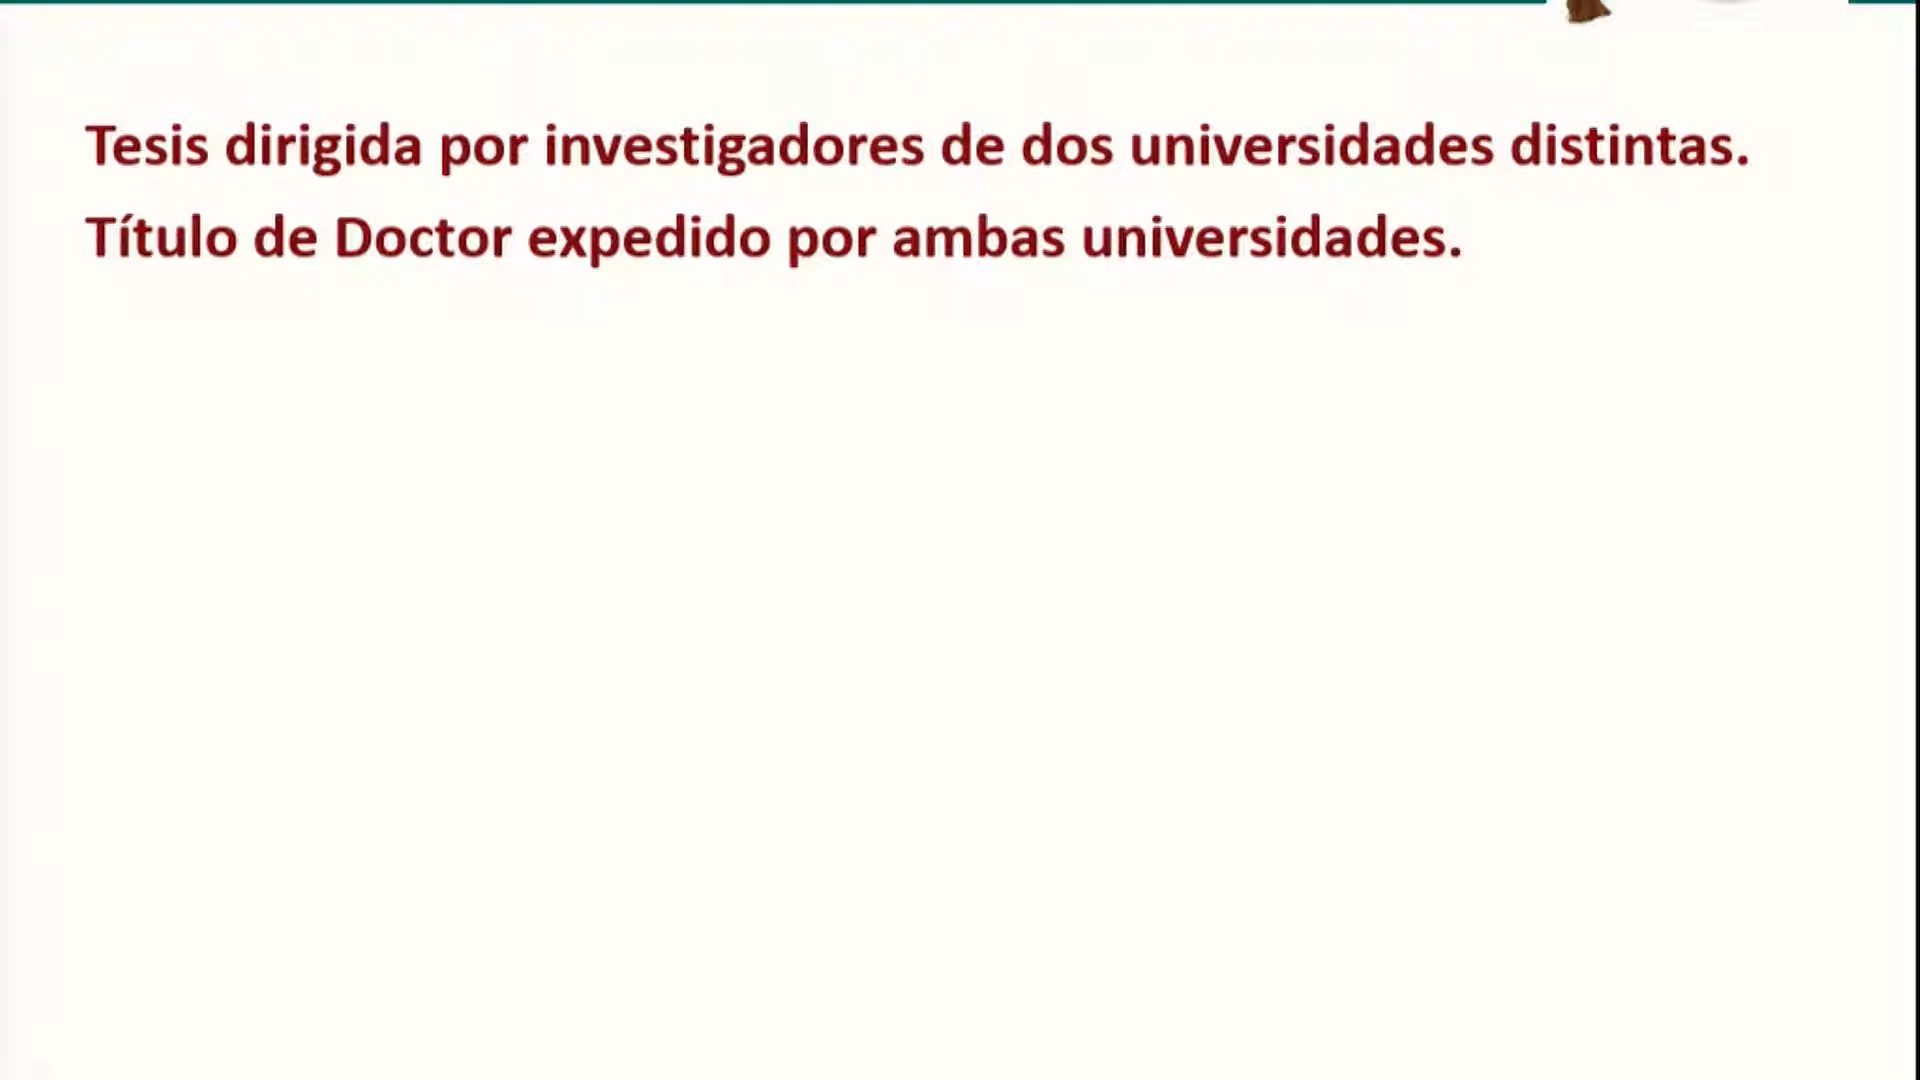 Tesis dirigida por investigadores de dos universidades distintas.
Título de Doctor expedido por ambas universidades.